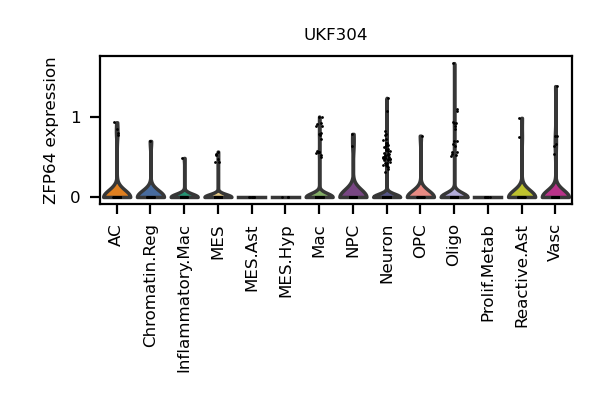 UKF304
ZFP64 expression
1
0
AC
Chromatin.Reg
Inflammatory.Mac
MES
MES.Ast
MES.Hyp
Mac
NPC
Neuron
OPC
Oligo
Prolif.Metab
Reactive.Ast
Vasc